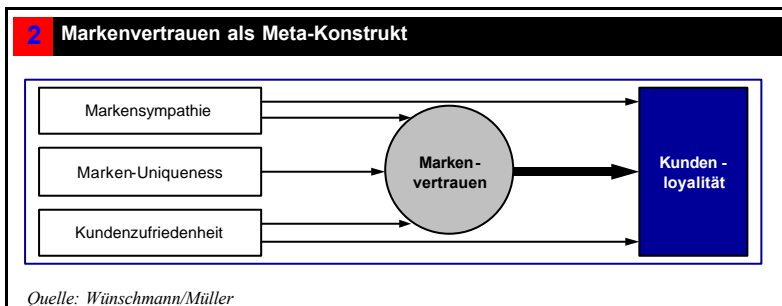 2 Markenvertrauen als Meta-Konstrukt
Markensympathie
Marken-Uniqueness
Kundenzufriedenheit
Marken-
vertrauen
Kunden-
loyalität
Quelle: Wünschmann/Müller